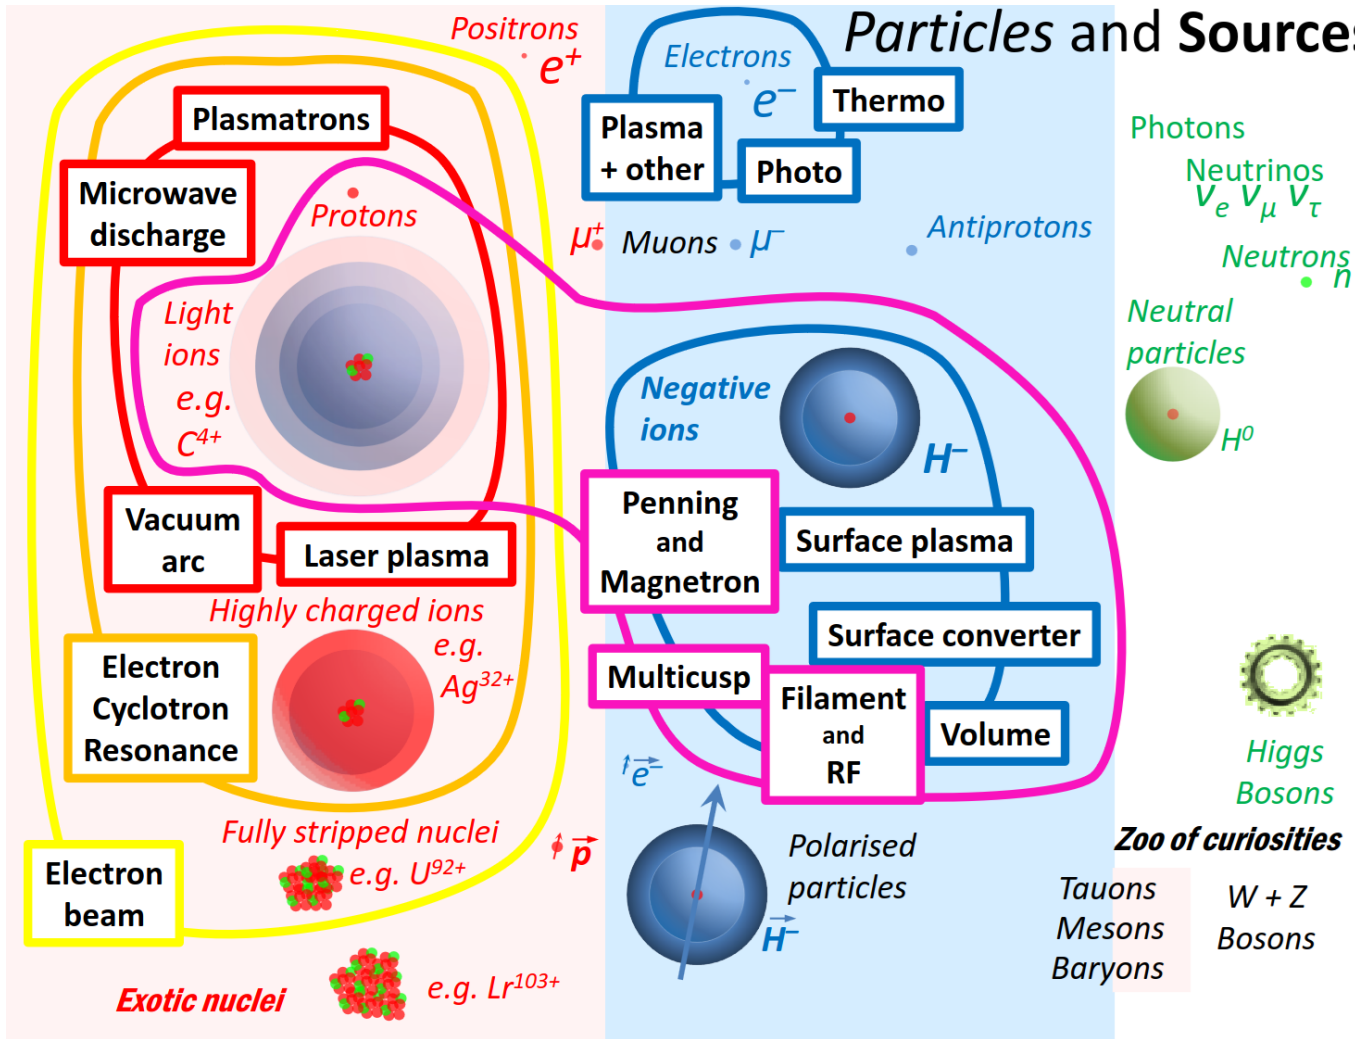 Particles and Sources
Positrons
e⁺
Electrons
e⁻
Thermo
Plasma
+ other
Photo
Plasmatrons
Microwave
discharge
Protons
μ⁺
Muons
μ⁻
Antiprotons
Photons
Neutrinos
νₑ ν_μ ν_τ
Neutrons
n
Neutral
particles
H⁰
Light
ions
e.g.
C⁴⁺
Negative
ions
H⁻
Penning
and
Magnetron
Surface plasma
Surface converter
Multicusp
Filament
and
RF
Volume
Vacuum
arc
Laser plasma
Highly charged ions
e.g.
Ag³²⁺
Electron
Cyclotron
Resonance
Fully stripped nuclei
e.g. U⁹²⁺
Electron
beam
Exotic nuclei
e.g. Lr¹⁰³⁺
e⁻
p
H⁻
Polarised
particles
Higgs
Bosons
Zoo of curiosities
Tauons
Mesons
Baryons
W + Z
Bosons